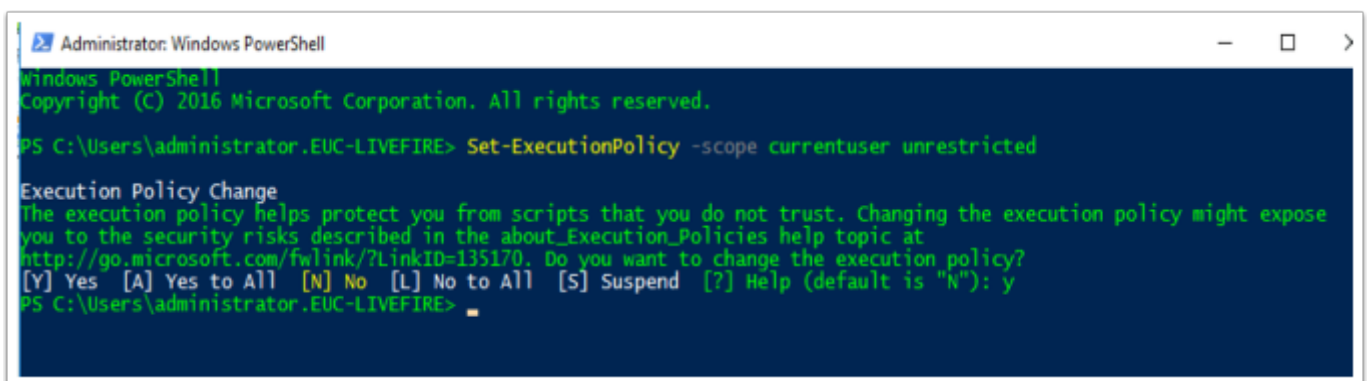 Administrator: Windows PowerShell
Windows PowerShell
Copyright (C) 2016 Microsoft Corporation. All rights reserved.
PS C:\Users\administrator.EUC-LIVEFIRE> Set-ExecutionPolicy -scope currentuser unrestricted
Execution Policy Change
The execution policy helps protect you from scripts that you do not trust. Changing the execution policy might expose
you to the security risks described in the about_Execution_Policies help topic at
http://go.microsoft.com/fwlink/?LinkID=135170. Do you want to change the execution policy?
[Y] Yes  [A] Yes to All  [N] No  [L] No to All  [S] Suspend  [?] Help (default is "N"): y
PS C:\Users\administrator.EUC-LIVEFIRE>